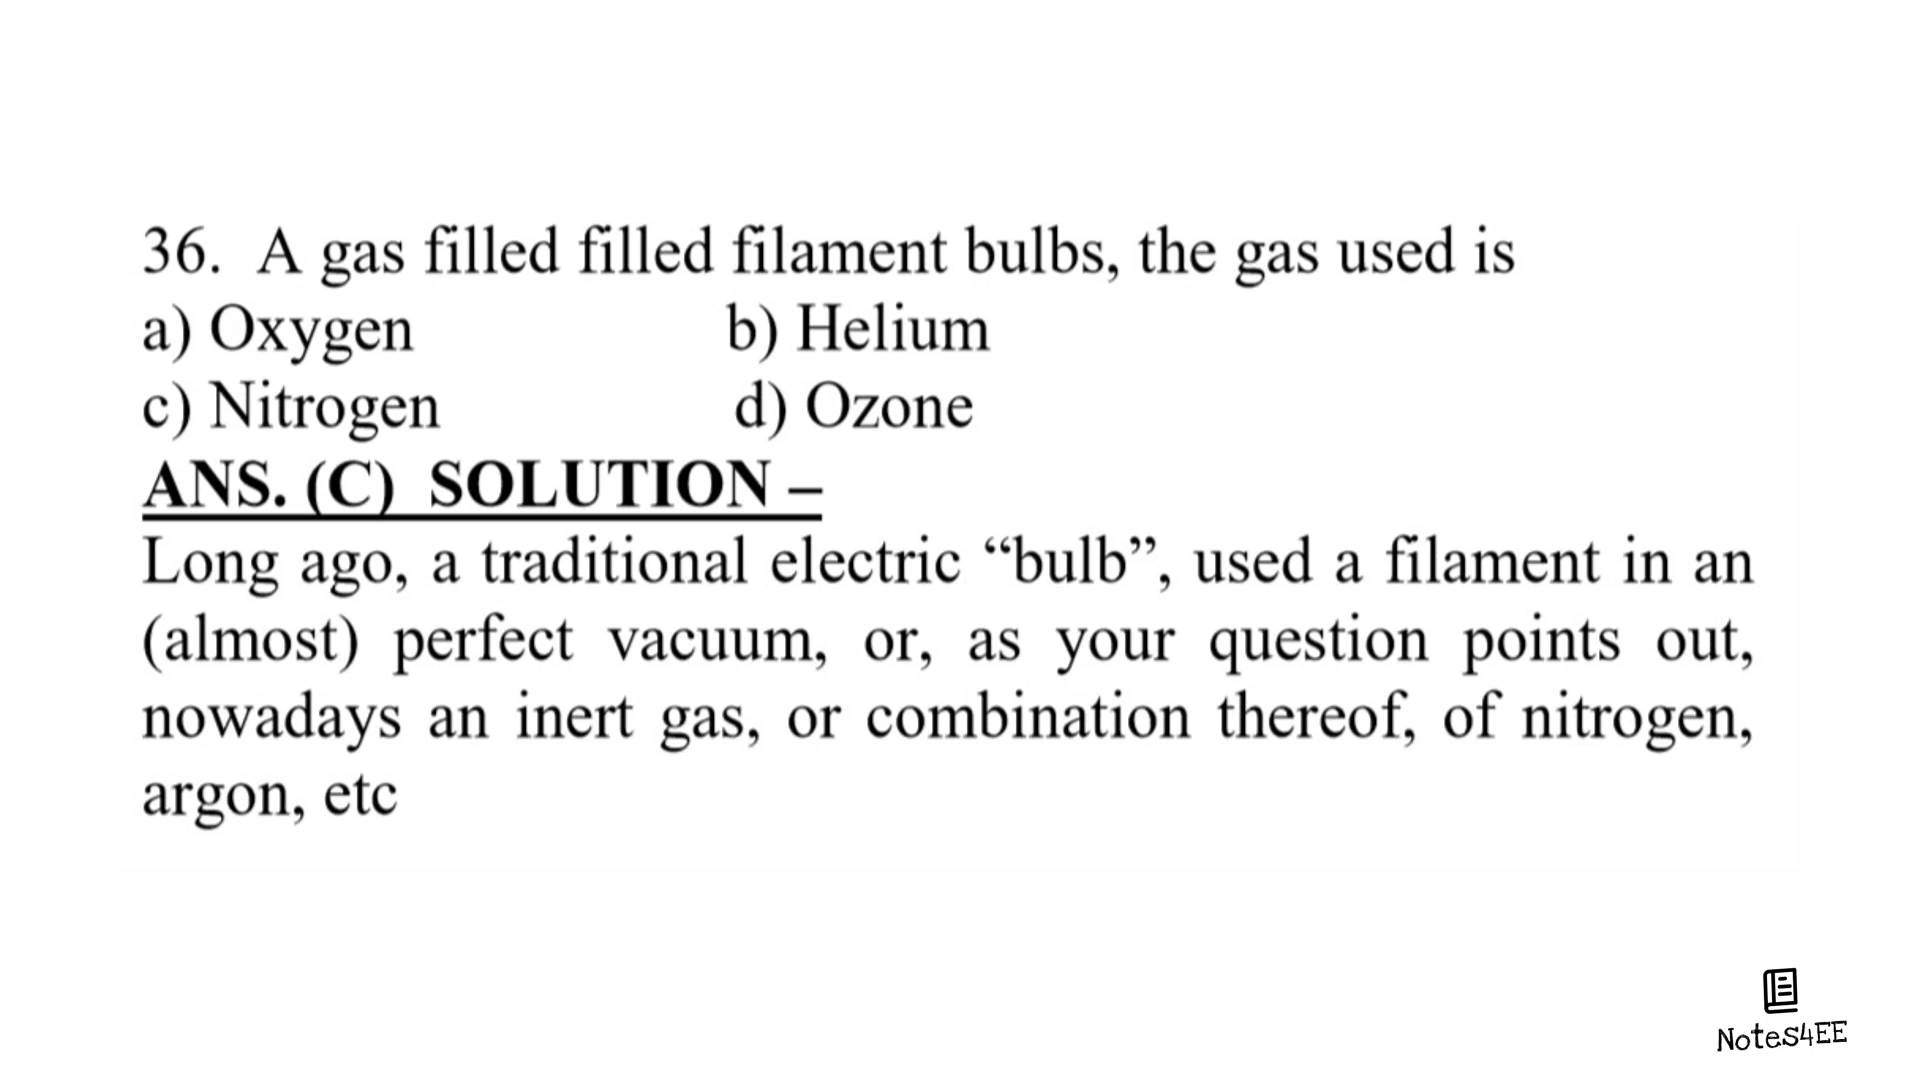 36.  A gas filled filled filament bulbs, the gas used is
a) Oxygen b) Helium
c) Nitrogen d) Ozone
ANS. (C)  SOLUTION –
Long ago, a traditional electric “bulb”, used a filament in an
(almost) perfect vacuum, or, as your question points out,
nowadays an inert gas, or combination thereof, of nitrogen,
argon, etc
Notes4EE